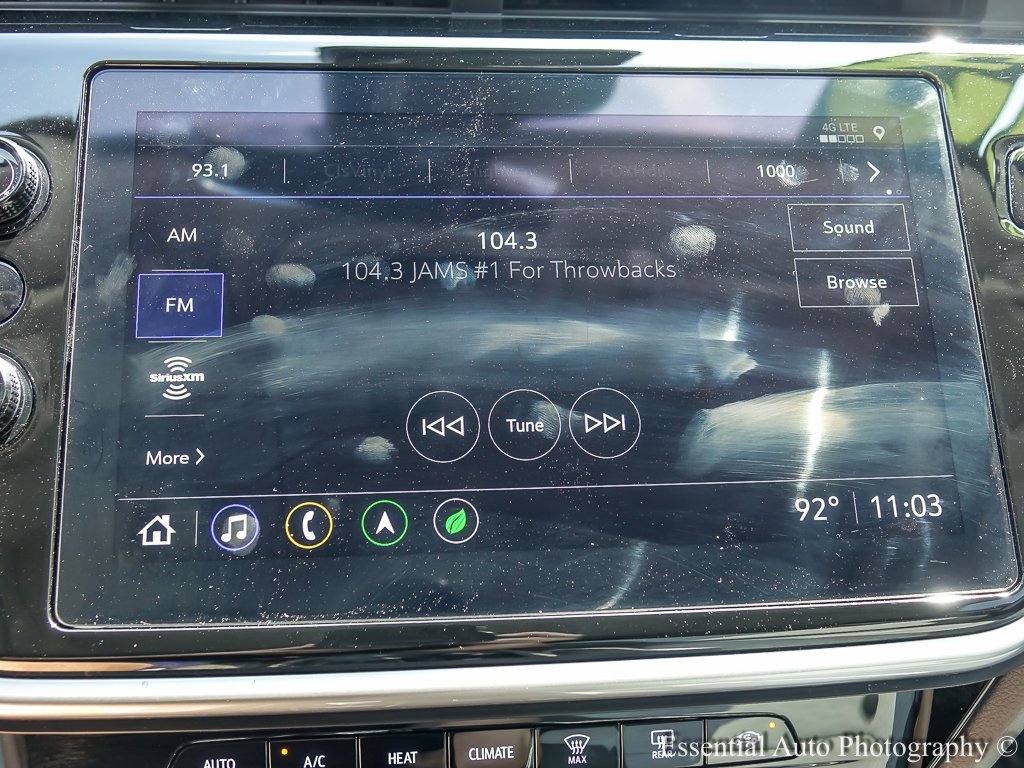 4G LTE
93.1 ClsVinyl 1000
AM
104.3
Sound
104.3 JAMS #1 For Throwbacks
Browse
FM
SiriusXM
Tune
More
92° 11:03
AUTO A/C HEAT CLIMATE MAX REAR
Essential Auto Photography ©